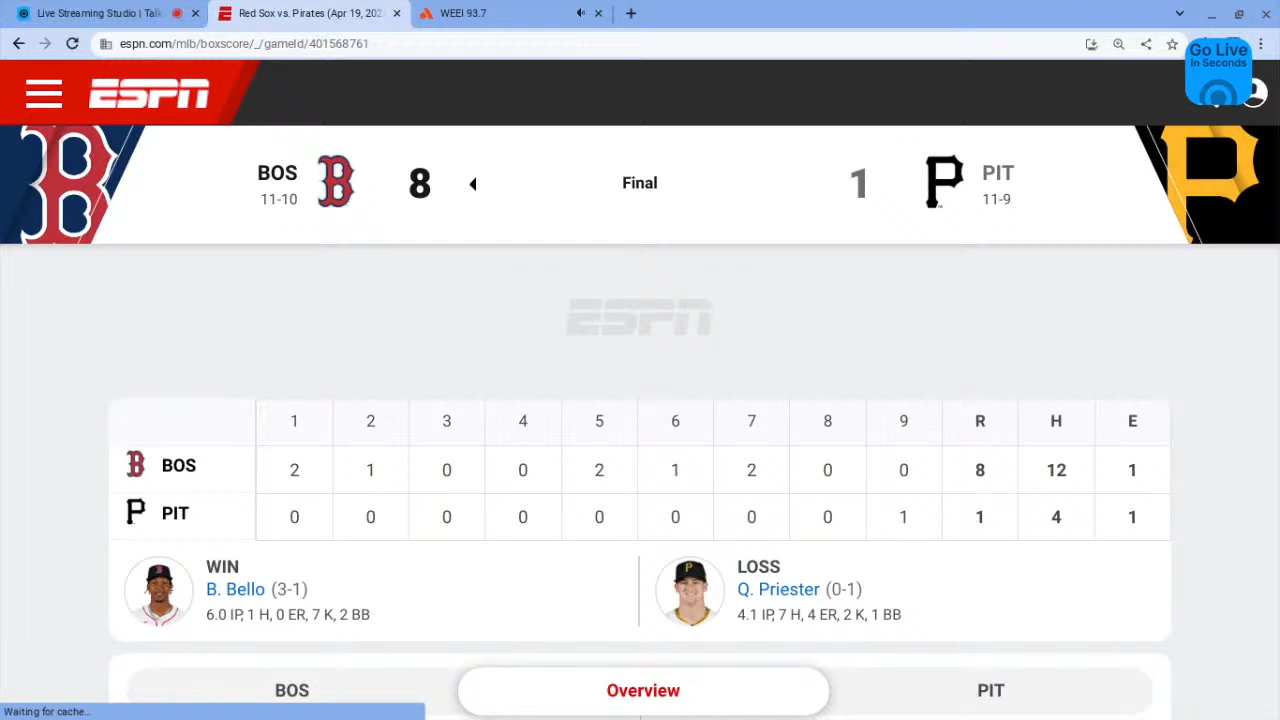 Live Streaming Studio | Talk
Red Sox vs. Pirates (Apr 19, 202
WEEI 93.7
espn.com/mlb/boxscore/_/gameId/401568761
Go Live
In Seconds
ESPN
BOS
11-10
8
Final
1
PIT
11-9
ESPN
1 2 3 4 5 6 7 8 9 R H E
BOS 2 1 0 0 2 1 2 0 0 8 12 1
PIT 0 0 0 0 0 0 0 0 1 1 4 1
WIN
B. Bello (3-1)
6.0 IP, 1 H, 0 ER, 7 K, 2 BB
LOSS
Q. Priester (0-1)
4.1 IP, 7 H, 4 ER, 2 K, 1 BB
BOS Overview PIT
Waiting for cache...